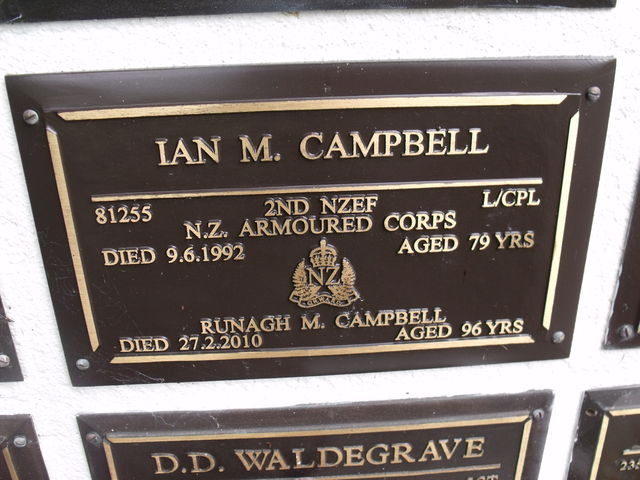 IAN M. CAMPBELL
81255 2ND NZEF L/CPL
N.Z. ARMOURED CORPS
DIED 9.6.1992 AGED 79 YRS
NZ
ONWARD
RUNAGH M. CAMPBELL
DIED 27.2.2010 AGED 96 YRS
D.D. WALDEGRAVE